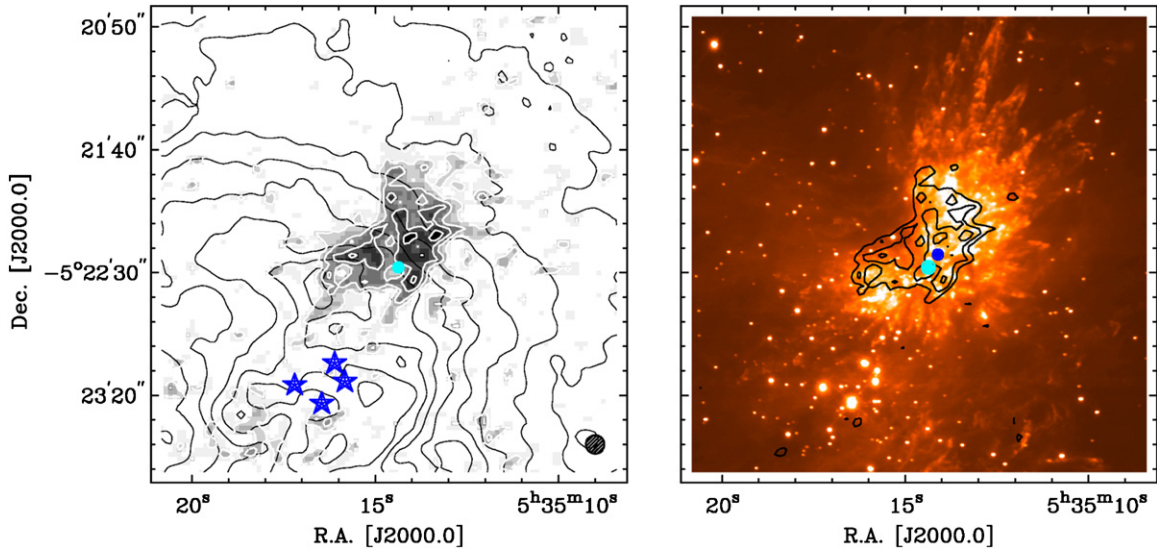 20'50"
21'40"
-5°22'30"
23'20"
Dec. [J2000.0]
20ˢ 15ˢ 5ʰ35ᵐ10ˢ
R.A. [J2000.0]
20ˢ 15ˢ 5ʰ35ᵐ10ˢ
R.A. [J2000.0]